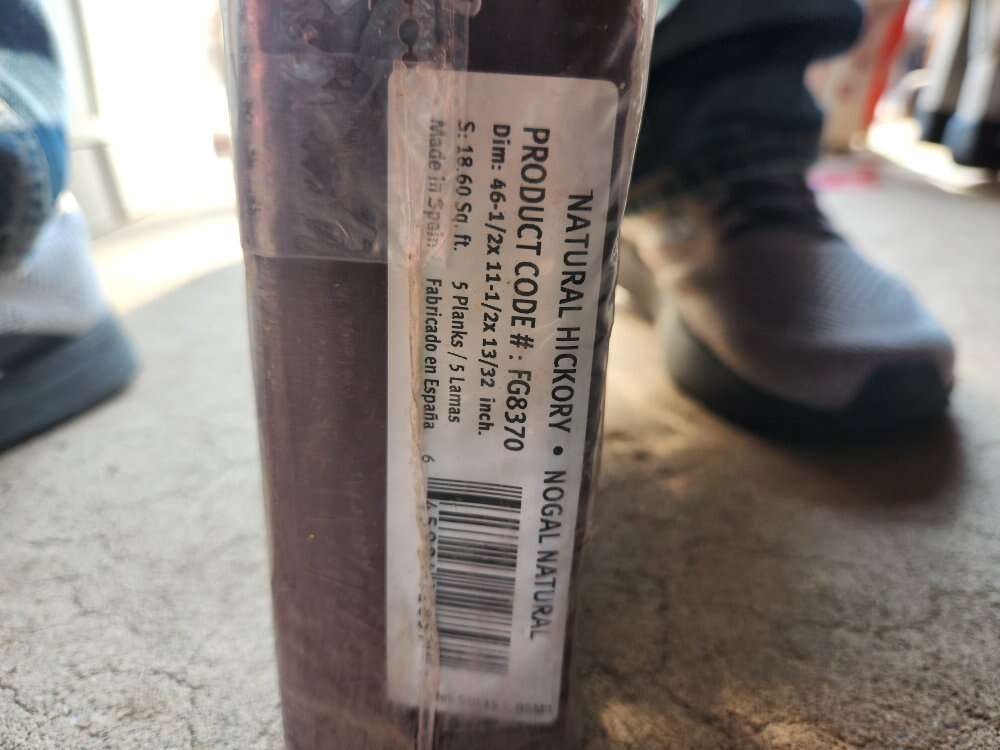 NATURAL HICKORY • NOGAL NATURAL
PRODUCT CODE # : FG8370
Dim: 46-1/2x 11-1/2x 13/32 inch.
S: 18.60 Sq. ft. 5 Planks / 5 Lamas
Made in Spain Fabricado en España
6